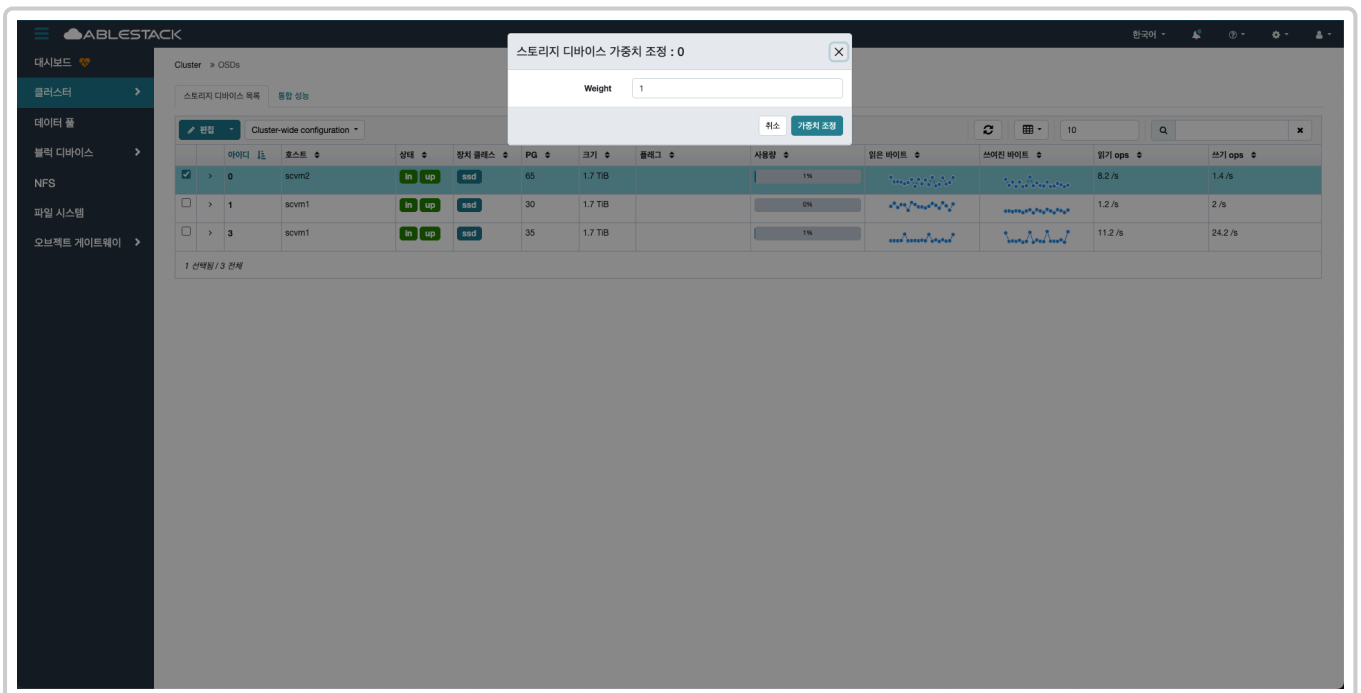 ABLESTACK
한국어
대시보드
클러스터
데이터 풀
블럭 디바이스
NFS
파일 시스템
오브젝트 게이트웨이
Cluster » OSDs
스토리지 디바이스 목록 통합 성능
편집 Cluster-wide configuration
10
스토리지 디바이스 가중치 조정 : 0
Weight 1
취소 가중치 조정
아이디 호스트 상태 장치 클래스 PG 크기 플래그 사용량 읽은 바이트 쓰여진 바이트 읽기 ops 쓰기 ops
0 scvm2 in up ssd 65 1.7 TiB 1% 8.2 /s 1.4 /s
1 scvm1 in up ssd 30 1.7 TiB 0% 1.2 /s 2 /s
3 scvm1 in up ssd 35 1.7 TiB 1% 11.2 /s 24.2 /s
1 선택됨 / 3 전체